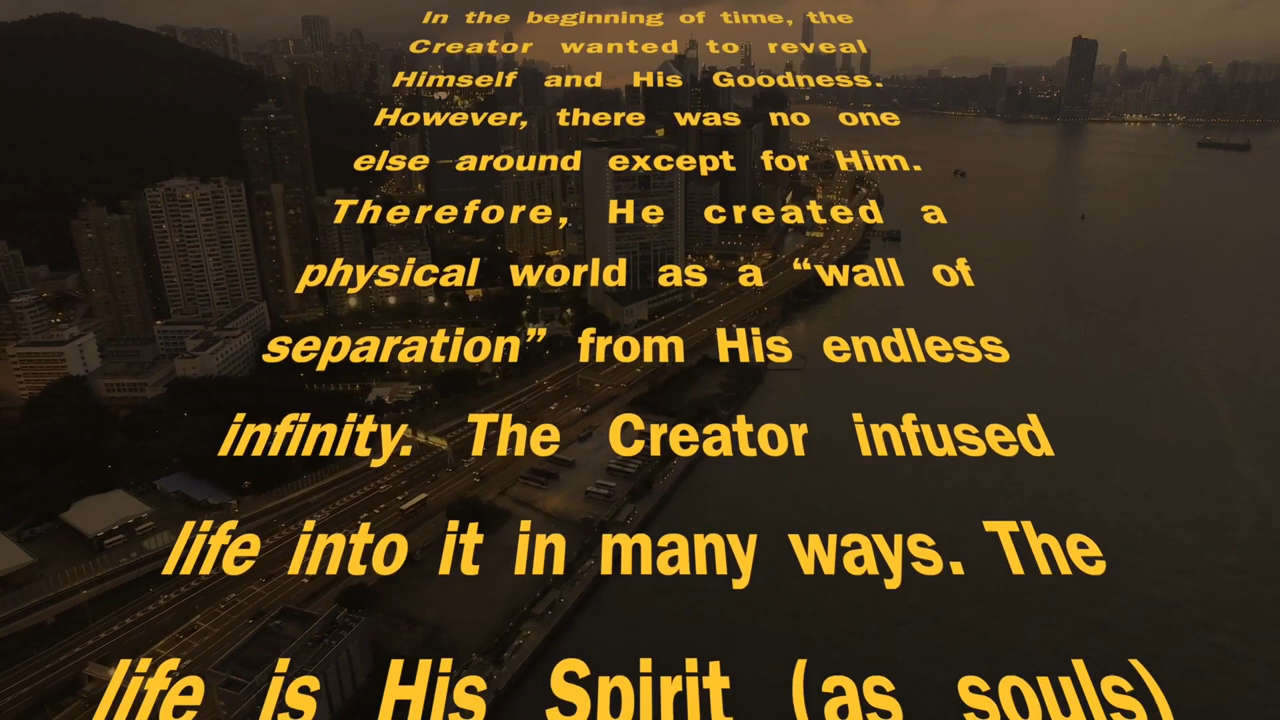 In the beginning of time, the
Creator wanted to reveal
Himself and His Goodness.
However, there was no one
else around except for Him.
Therefore, He created a
physical world as a “wall of
separation” from His endless
infinity. The Creator infused
life into it in many ways. The
life is His Spirit (as souls)